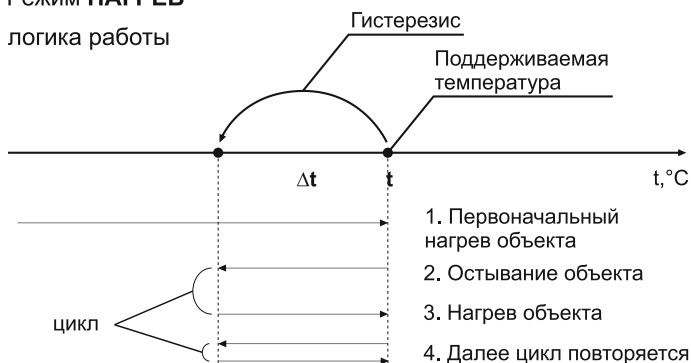 Режим НАГРЕВ
логика работы
Гистерезис
Поддерживаемая
температура
Δt
t
t,°C
1. Первоначальный
нагрев объекта
2. Остывание объекта
3. Нагрев объекта
цикл
4. Далее цикл повторяется